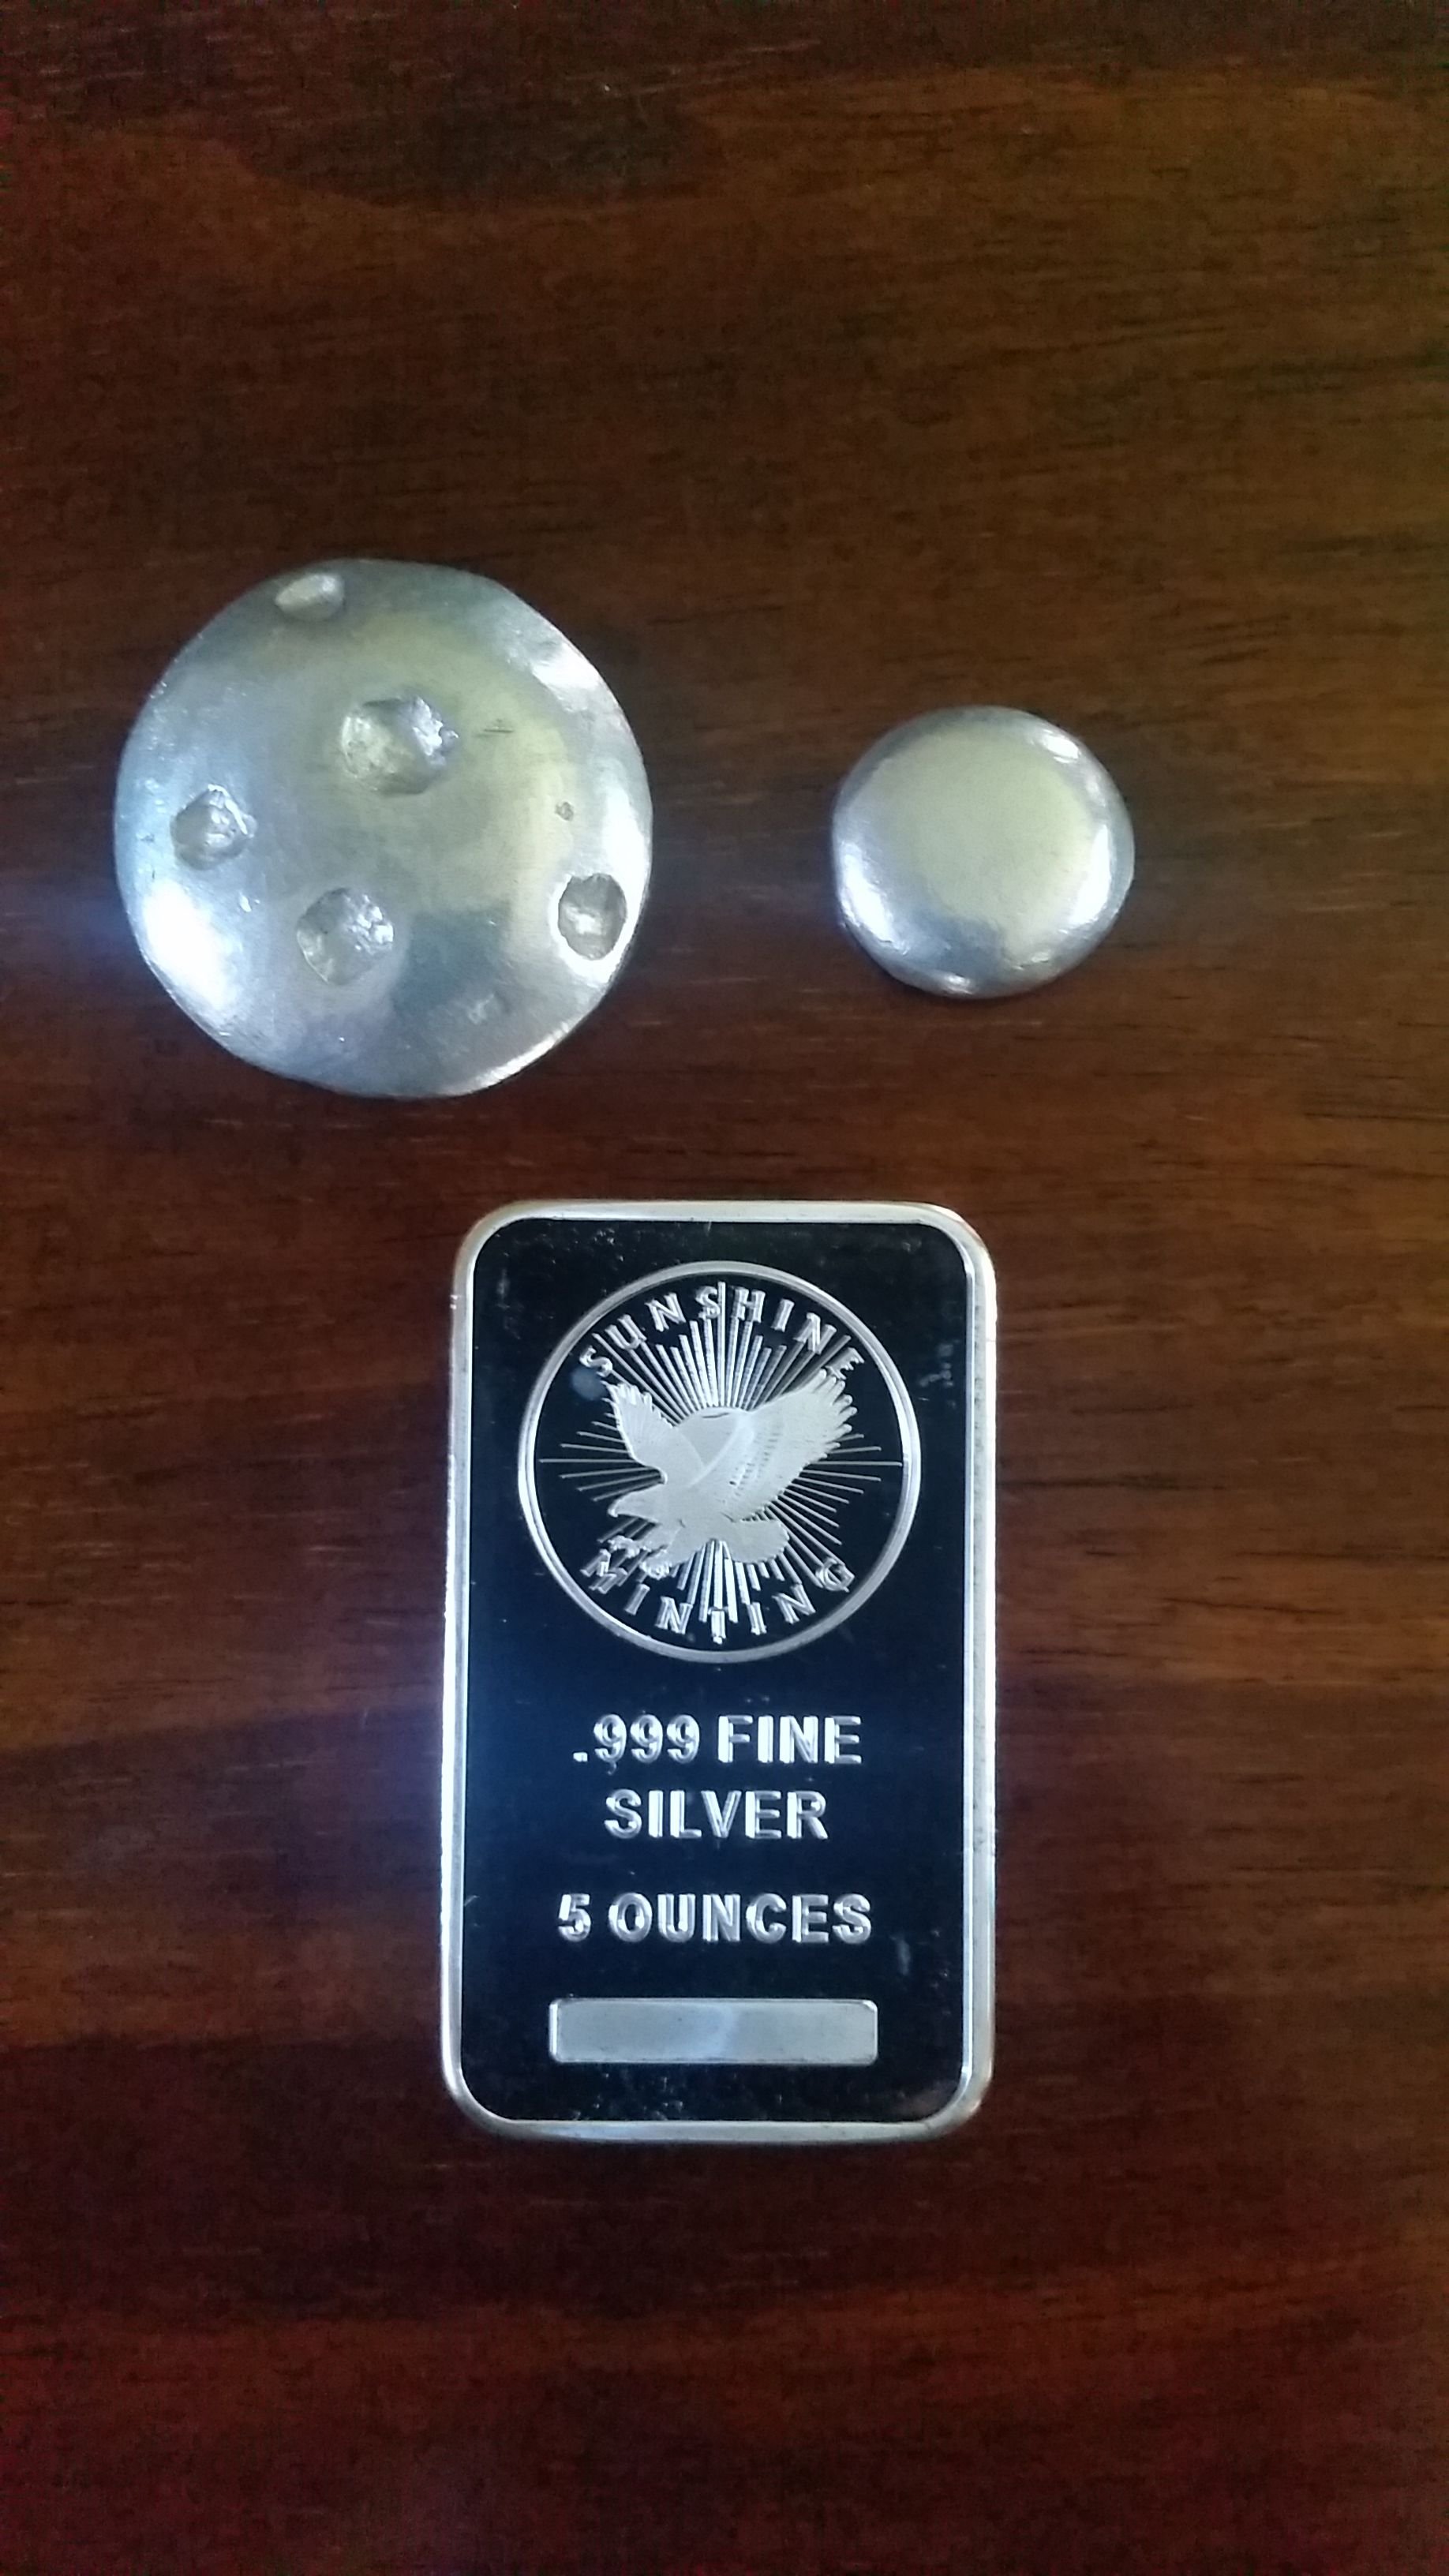 SUNSHINE
MINTING
.999 FINE
SILVER
5 OUNCES